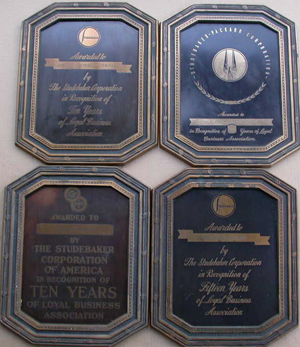 Awarded to
by
The Studebaker Corporation
in Recognition of
Ten Years
of Loyal Business
Association.
STUDEBAKER-PACKARD CORPORATION
Awarded to
in Recognition of Years of Loyal
Business Association.
AWARDED TO
BY
THE STUDEBAKER
CORPORATION
OF AMERICA
IN RECOGNITION OF
TEN YEARS
OF LOYAL BUSINESS
ASSOCIATION
Awarded to
by
The Studebaker Corporation
in Recognition of
Fifteen Years
of Loyal Business
Association